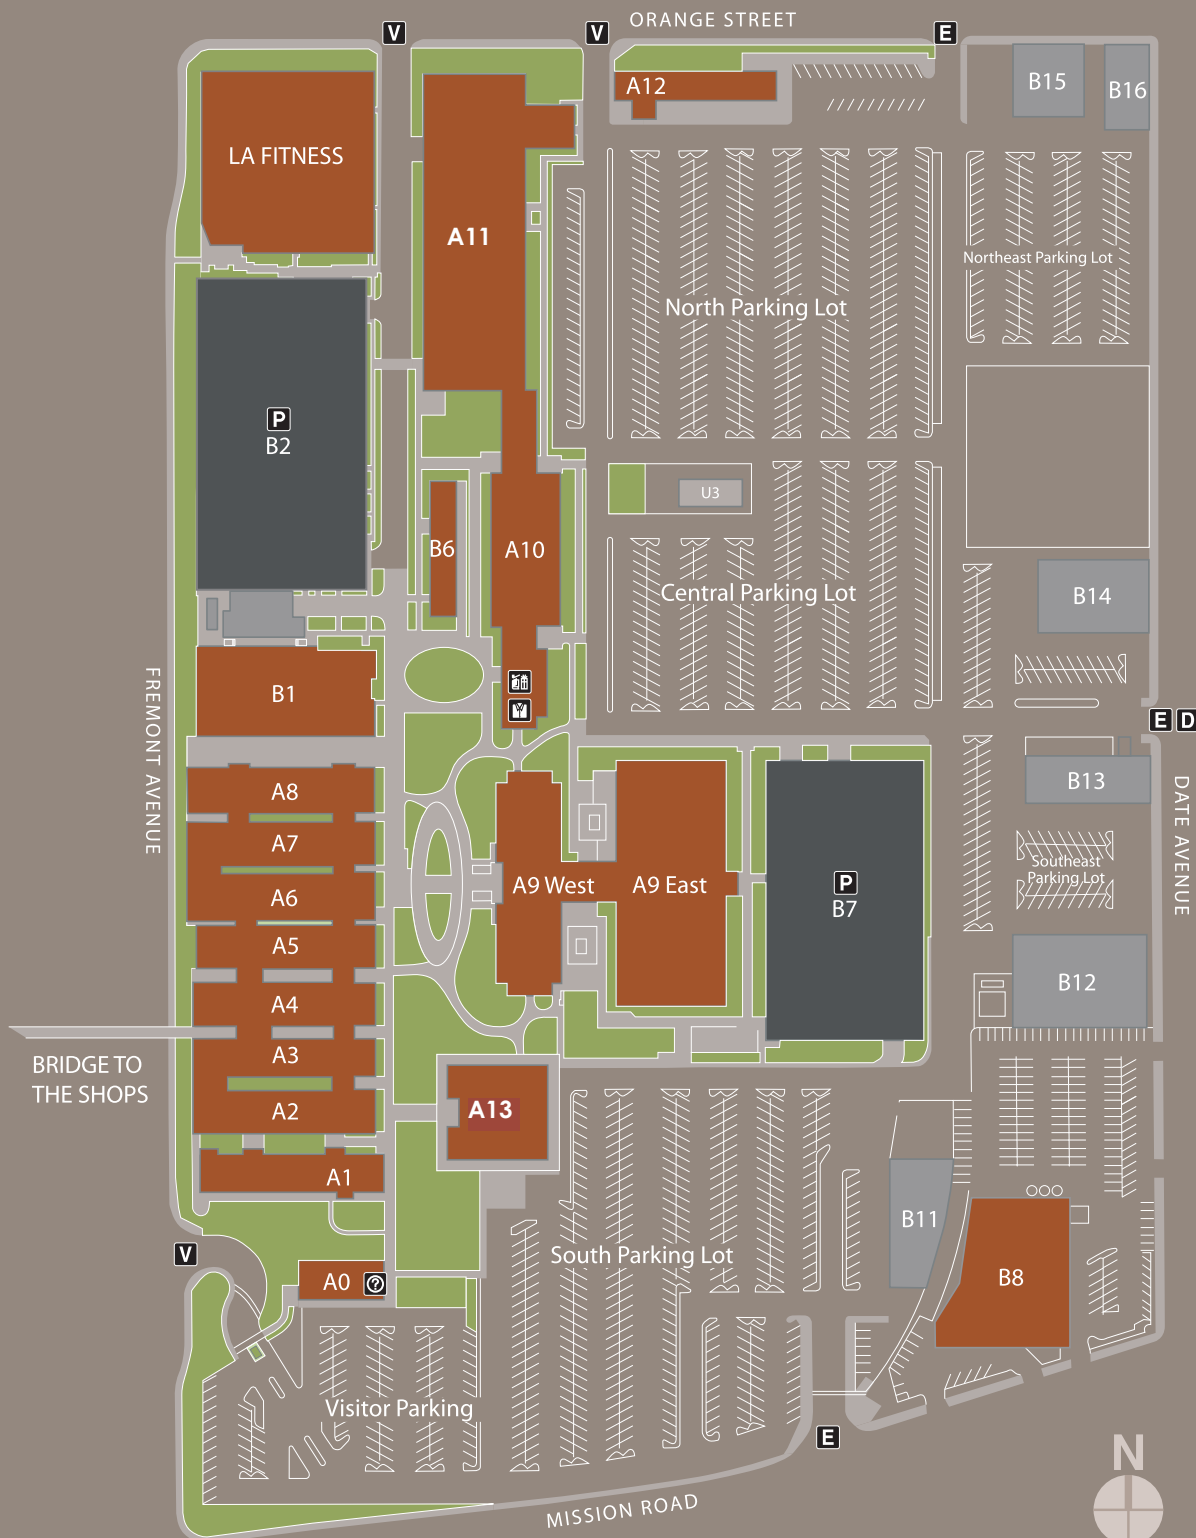 ORANGE STREET
V
V
E
A12
B15
B16
LA FITNESS
A11
Northeast Parking Lot
North Parking Lot
P
B2
U3
B6
A10
Central Parking Lot
B14
FREMONT AVENUE
B1
E
D
B13
DATE AVENUE
A8
A7
A6
A5
A4
A3
A2
A1
A9 West
A9 East
P
B7
Southeast
Parking Lot
B12
BRIDGE TO
THE SHOPS
A13
B11
V
South Parking Lot
A0
?
B8
Visitor Parking
E
MISSION ROAD
N